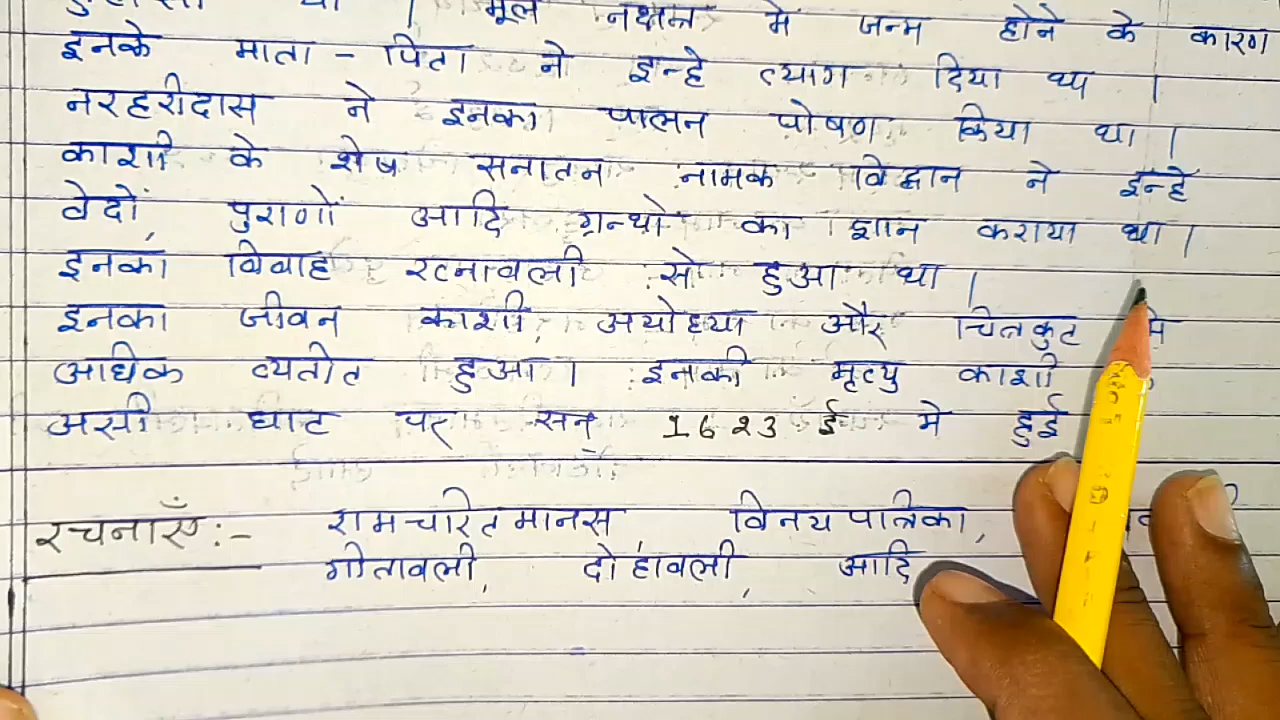 मूल नक्षत्र मे जन्म होने के कारण
इनके माता - पिता ने इन्हे त्याग दिया था ।
नरहरीदास ने इनका पालन पोषण किया था ।
काशी के शेष सनातन नामक विद्वान ने इन्हे
वेदों, पुराणों आदि ग्रन्थो का ज्ञान कराया था ।
इनका विवाह रत्नावली से हुआ था ।
इनका जीवन काशी, अयोध्या और चित्रकुट मे
अधिक व्यतीत हुआ । इनकी मृत्यु काशी
असी घाट पर सन् 1623 ई मे हुई
रचनाएँ :- रामचरितमानस विनयपत्रिका,
गीतावली, दोहावली, आदि